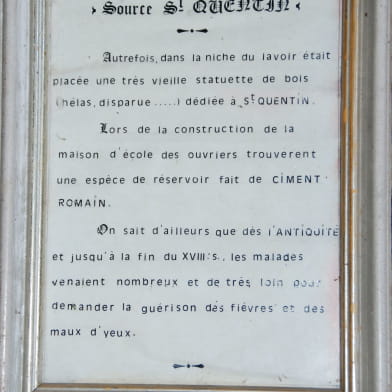 › Source St QUENTIN ‹
Autrefois, dans la niche du lavoir était
placée une très vieille statuette de bois
(hélas, disparue .....) dédiée à St QUENTIN.
Lors de la construction de la
maison d'école des ouvriers trouverent
une espèce de réservoir fait de CIMENT
ROMAIN.
On sait d'ailleurs que dès l'ANTIQUITÉ
et jusqu'à la fin du XVIII:s., les malades
venaient nombreux et de très loin pour
demander la guérison des fièvres et des
maux d'yeux.